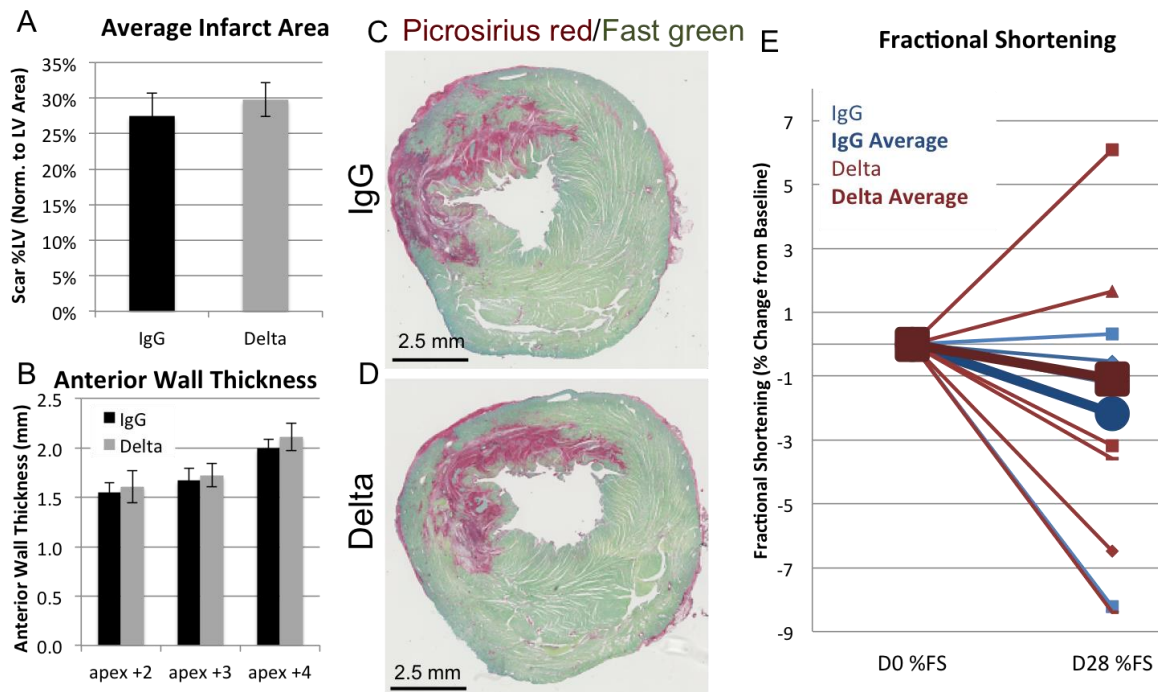 A
Average Infarct Area
Scar %LV (Norm. to LV Area)
35%
30%
25%
20%
15%
10%
5%
0%
IgG
Delta
B
Anterior Wall Thickness
Anterior Wall Thickness (mm)
2.5
2.0
1.5
1.0
0.5
0.0
IgG
Delta
apex +2
apex +3
apex +4
C
Picrosirius red/Fast green
IgG
2.5 mm
D
Delta
2.5 mm
E
Fractional Shortening
Fractional Shortening (% Change from Baseline)
IgG
IgG Average
Delta
Delta Average
7
5
3
1
-1
-3
-5
-7
-9
D0 %FS
D28 %FS